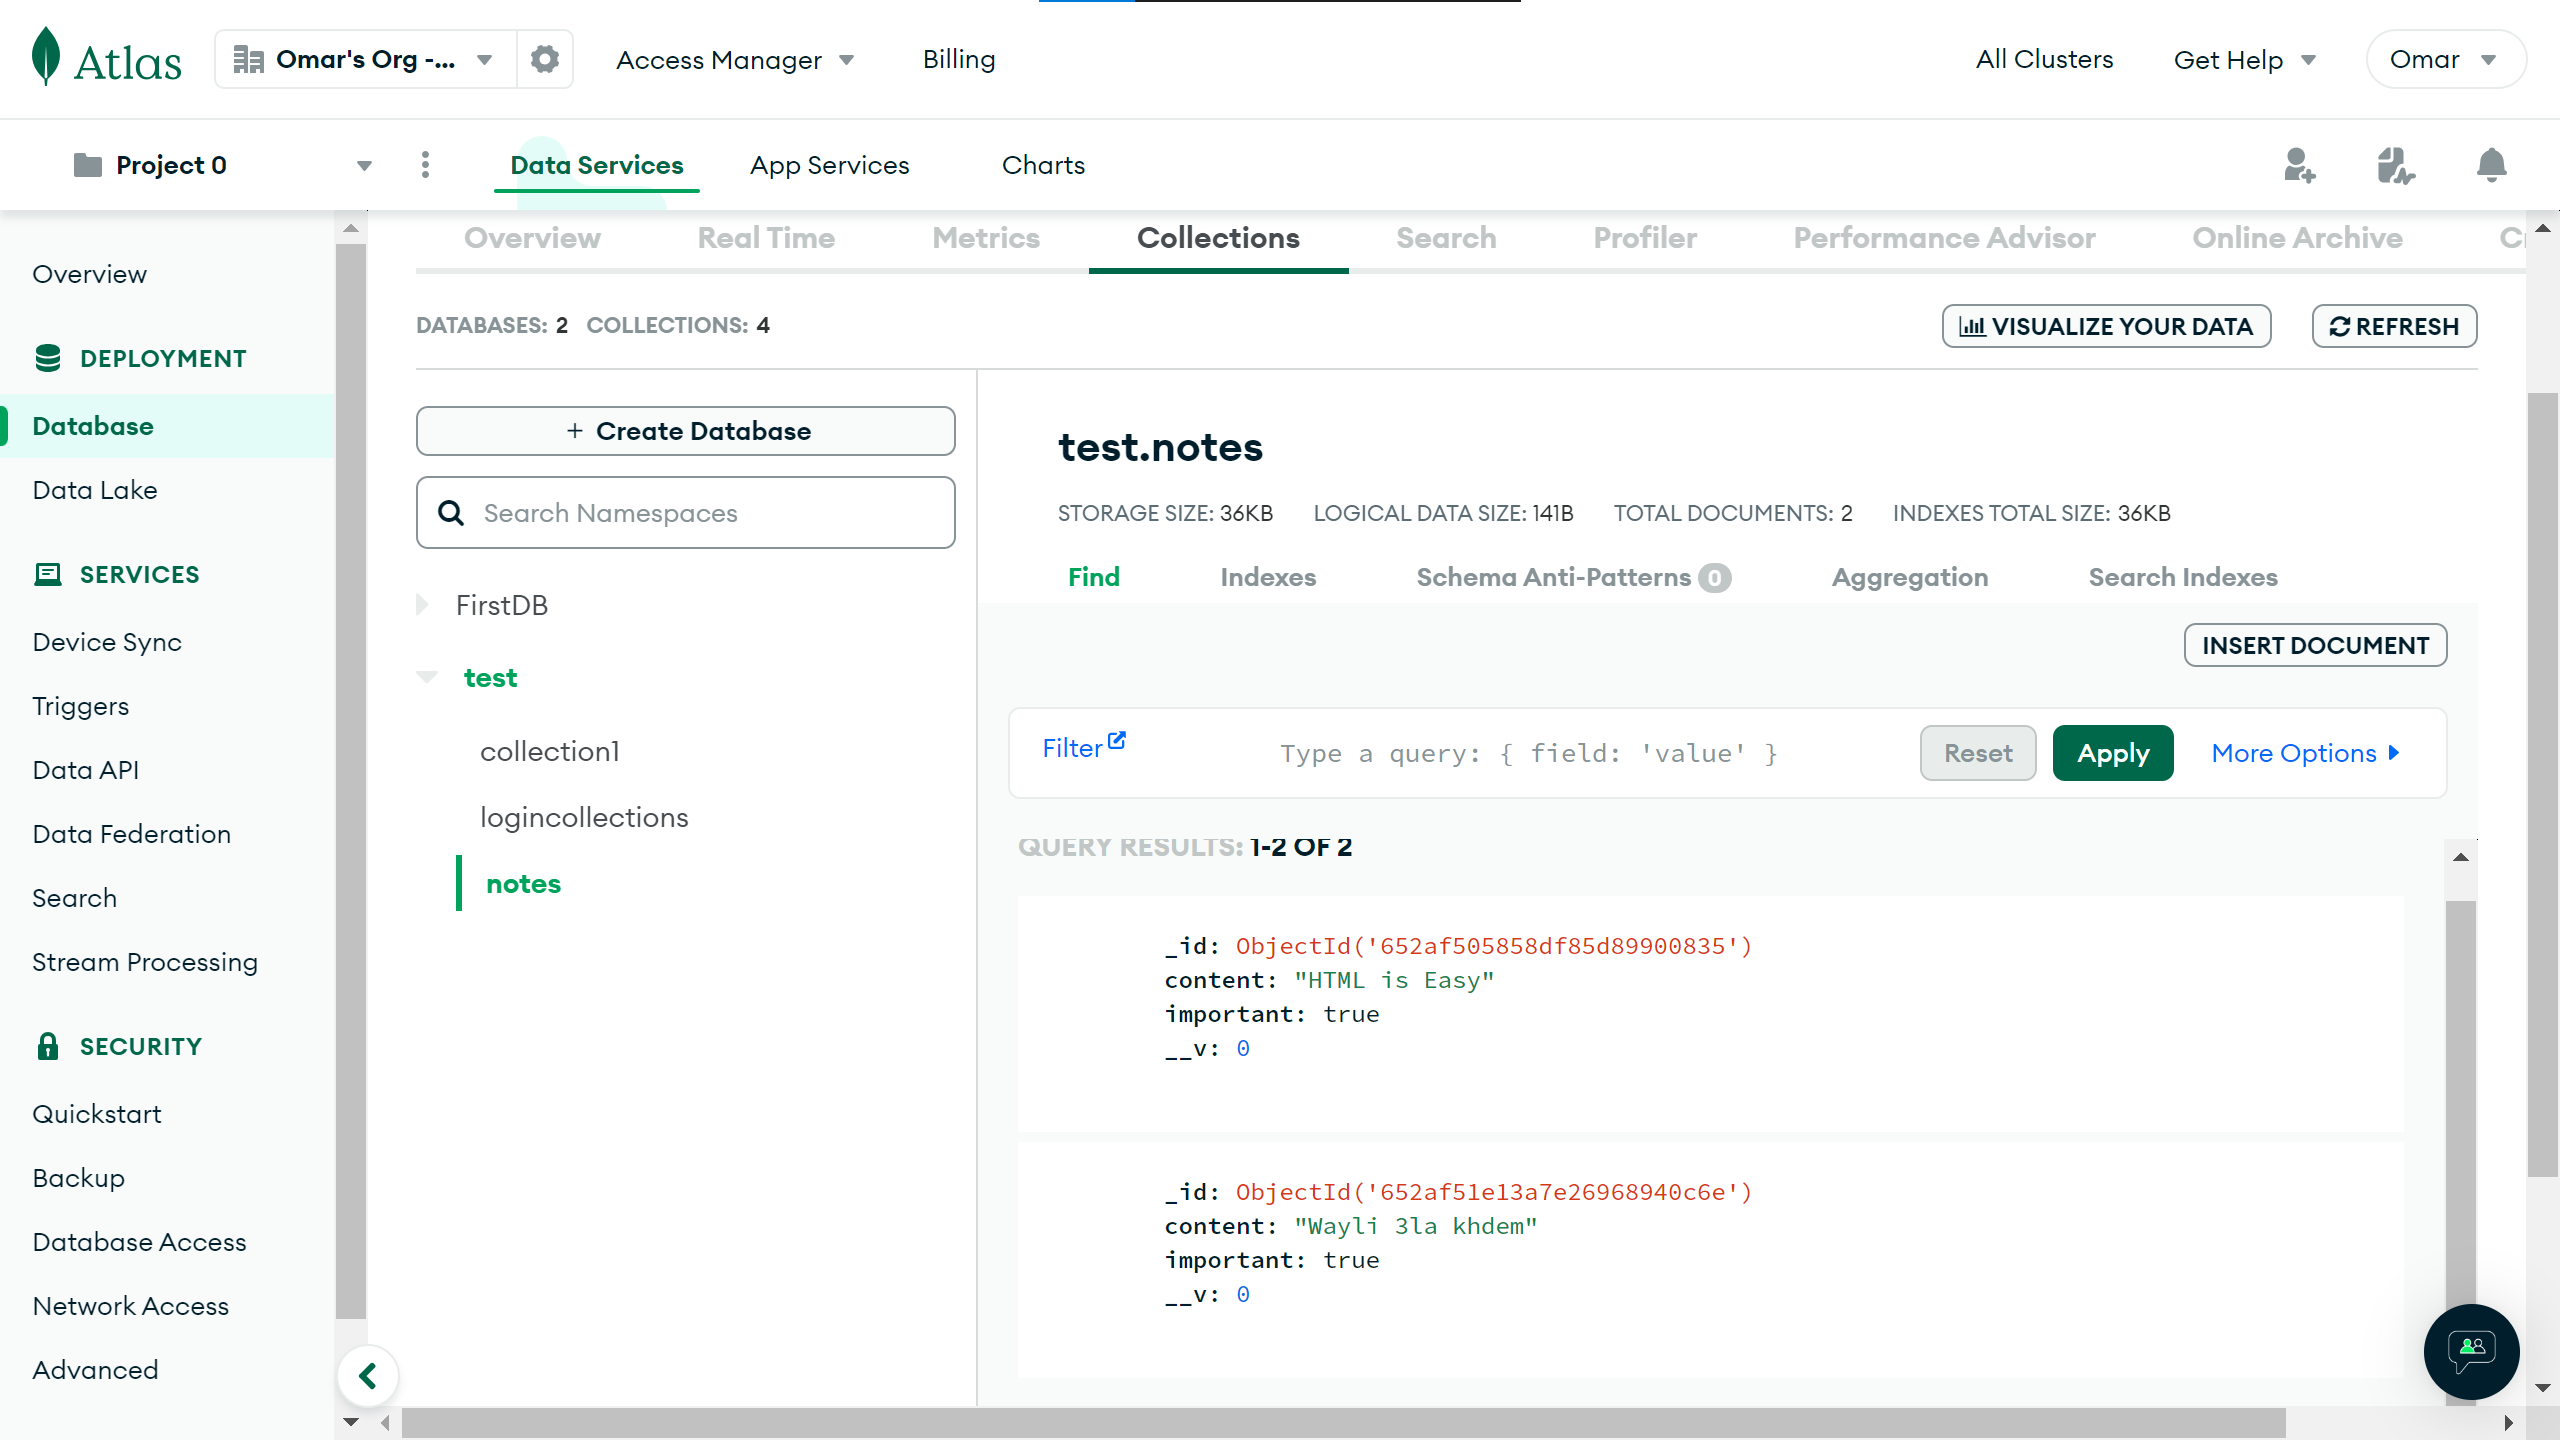 Atlas
Omar's Org -...
Access Manager
Billing
All Clusters
Get Help
Omar
Project 0
Data Services
App Services
Charts
Overview
DEPLOYMENT
Database
Data Lake
SERVICES
Device Sync
Triggers
Data API
Data Federation
Search
Stream Processing
SECURITY
Quickstart
Backup
Database Access
Network Access
Advanced
Overview
Real Time
Metrics
Collections
Search
Profiler
Performance Advisor
Online Archive
DATABASES: 2 COLLECTIONS: 4
VISUALIZE YOUR DATA
REFRESH
+ Create Database
Search Namespaces
FirstDB
test
collection1
logincollections
notes
test.notes
STORAGE SIZE: 36KB LOGICAL DATA SIZE: 141B TOTAL DOCUMENTS: 2 INDEXES TOTAL SIZE: 36KB
Find
Indexes
Schema Anti-Patterns 0
Aggregation
Search Indexes
INSERT DOCUMENT
Filter
Type a query: { field: 'value' }
Reset
Apply
More Options
QUERY RESULTS: 1-2 OF 2
_id: ObjectId('652af505858df85d89900835')
content: "HTML is Easy"
important: true
__v: 0
_id: ObjectId('652af51e13a7e26968940c6e')
content: "Wayli 3la khdem"
important: true
__v: 0